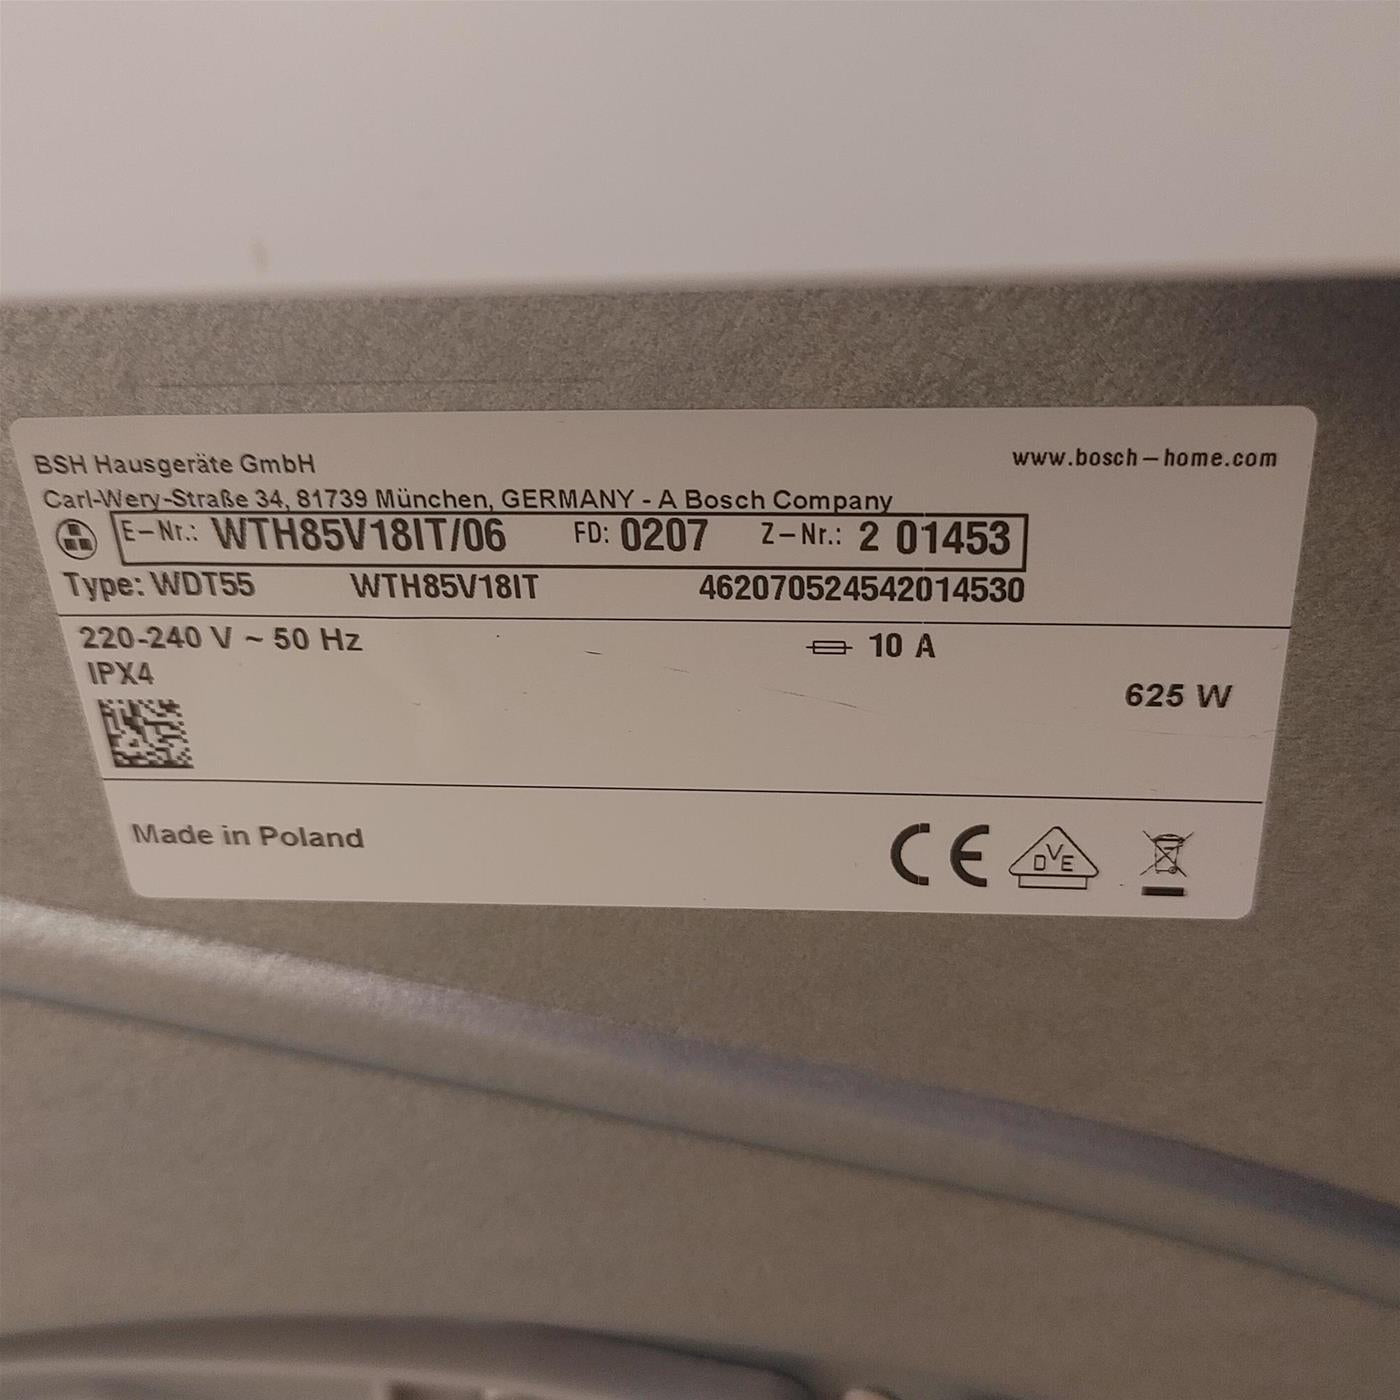 BSH Hausgeräte GmbH
www.bosch-home.com
Carl-Wery-Straße 34, 81739 München, GERMANY - A Bosch Company
E-Nr.: WTH85V18IT/06 FD: 0207 Z-Nr.: 2 01453
Type: WDT55 WTH85V18IT 462070524542014530
220-240 V ~ 50 Hz 10 A
IPX4
625 W
Made in Poland
CE DVE